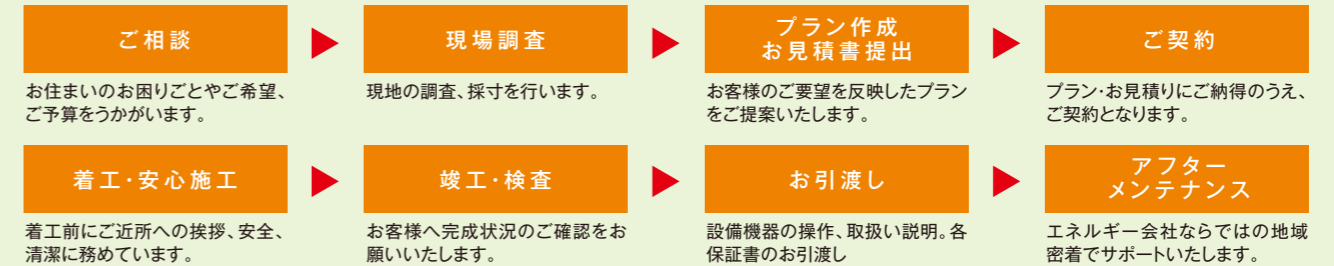 ご相談
お住まいのお困りごとやご希望、
ご予算をうかがいます。
現場調査
現地の調査、採寸を行います。
プラン作成
お見積書提出
お客様のご要望を反映したプラン
をご提案いたします。
ご契約
プラン・お見積りにご納得のうえ、
ご契約となります。
着工・安心施工
着工前にご近所への挨拶、安全、
清潔に務めています。
竣工・検査
お客様へ完成状況のご確認をお
願いいたします。
お引渡し
設備機器の操作、取扱い説明。各
保証書のお引渡し
アフター
メンテナンス
エネルギー会社ならではの地域
密着でサポートいたします。